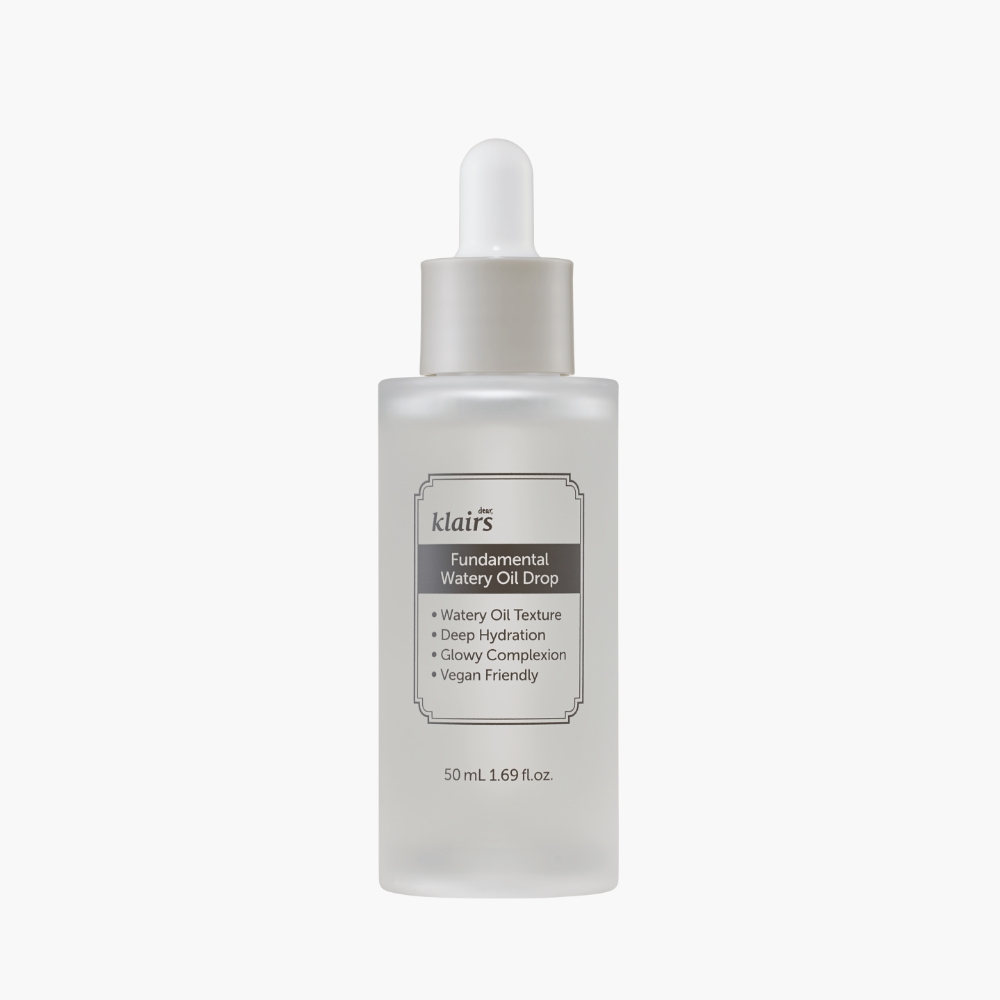 dear,
klairs
Fundamental
Watery Oil Drop
• Watery Oil Texture
• Deep Hydration
• Glowy Complexion
• Vegan Friendly
50 mL 1.69 fl.oz.